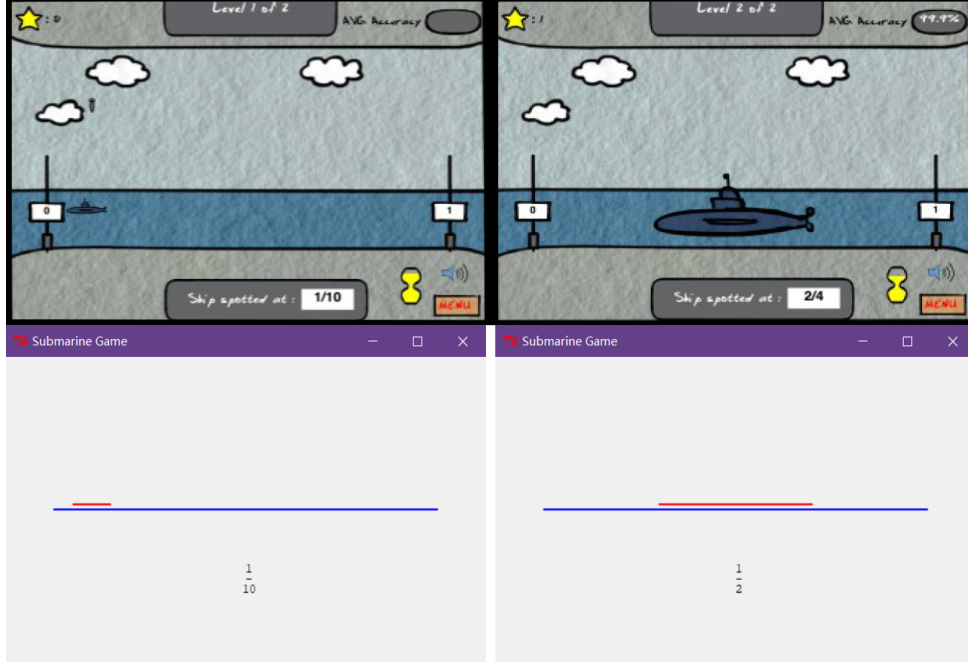 : 0
Level 1 of 2
AVG Accuracy
0
1
Ship spotted at :
1/10
MENU
: 1
Level 2 of 2
AVG Accuracy
99.9%
0
1
Ship spotted at :
2/4
MENU
Submarine Game
1
10
Submarine Game
1
2